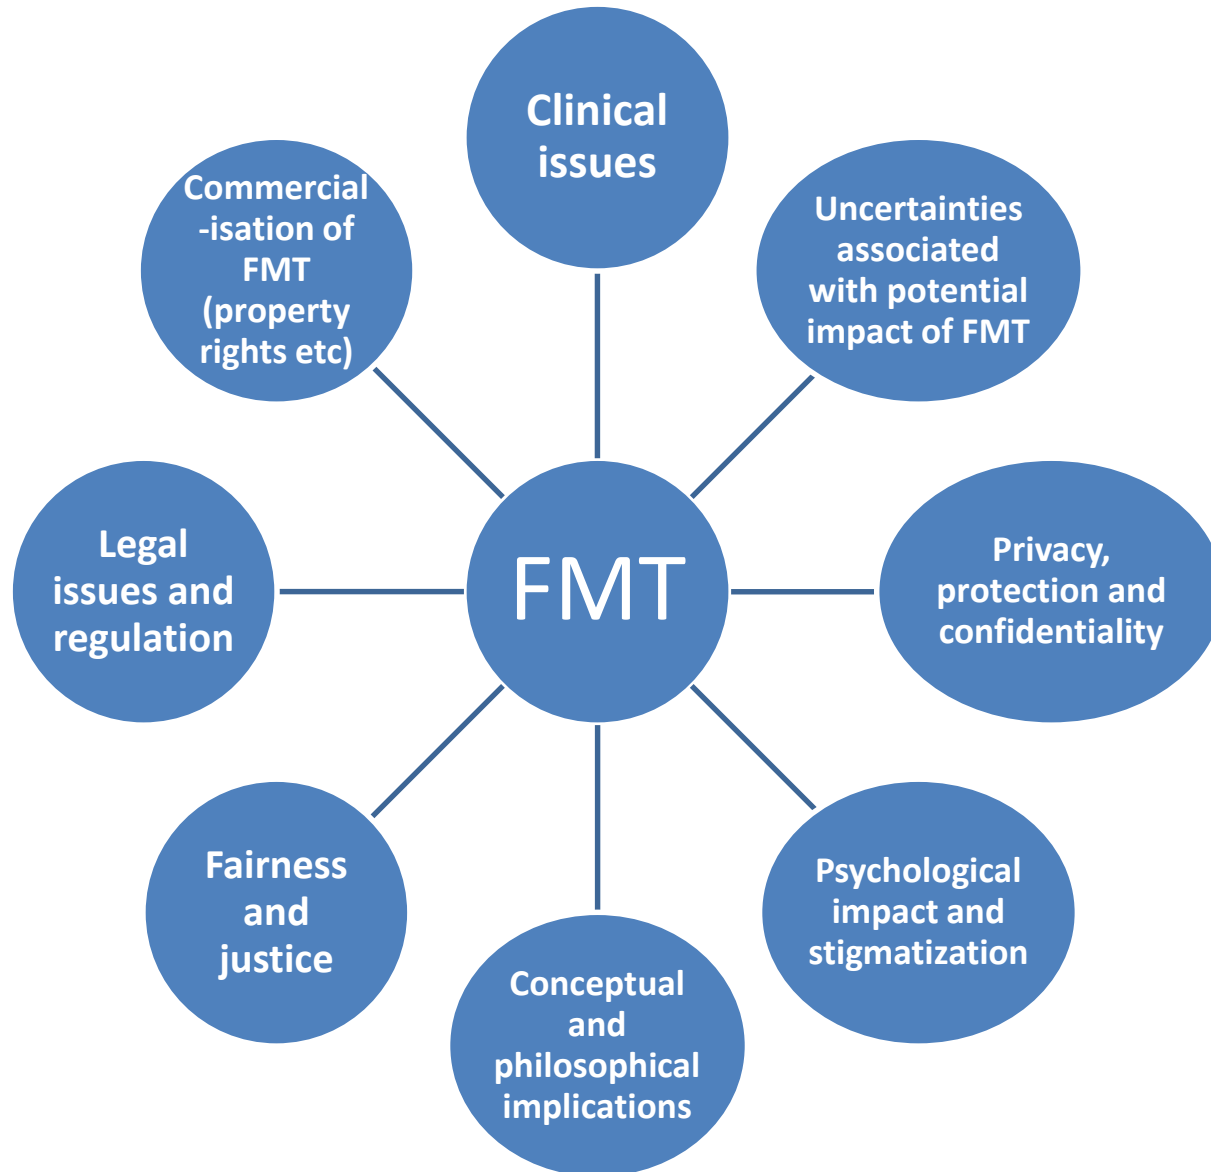 Clinical
issues
Uncertainties
associated
with potential
impact of FMT
Privacy,
protection and
confidentiality
Psychological
impact and
stigmatization
Conceptual
and
philosophical
implications
Fairness
and
justice
Legal
issues and
regulation
Commercial
-isation of
FMT
(property
rights etc)
FMT